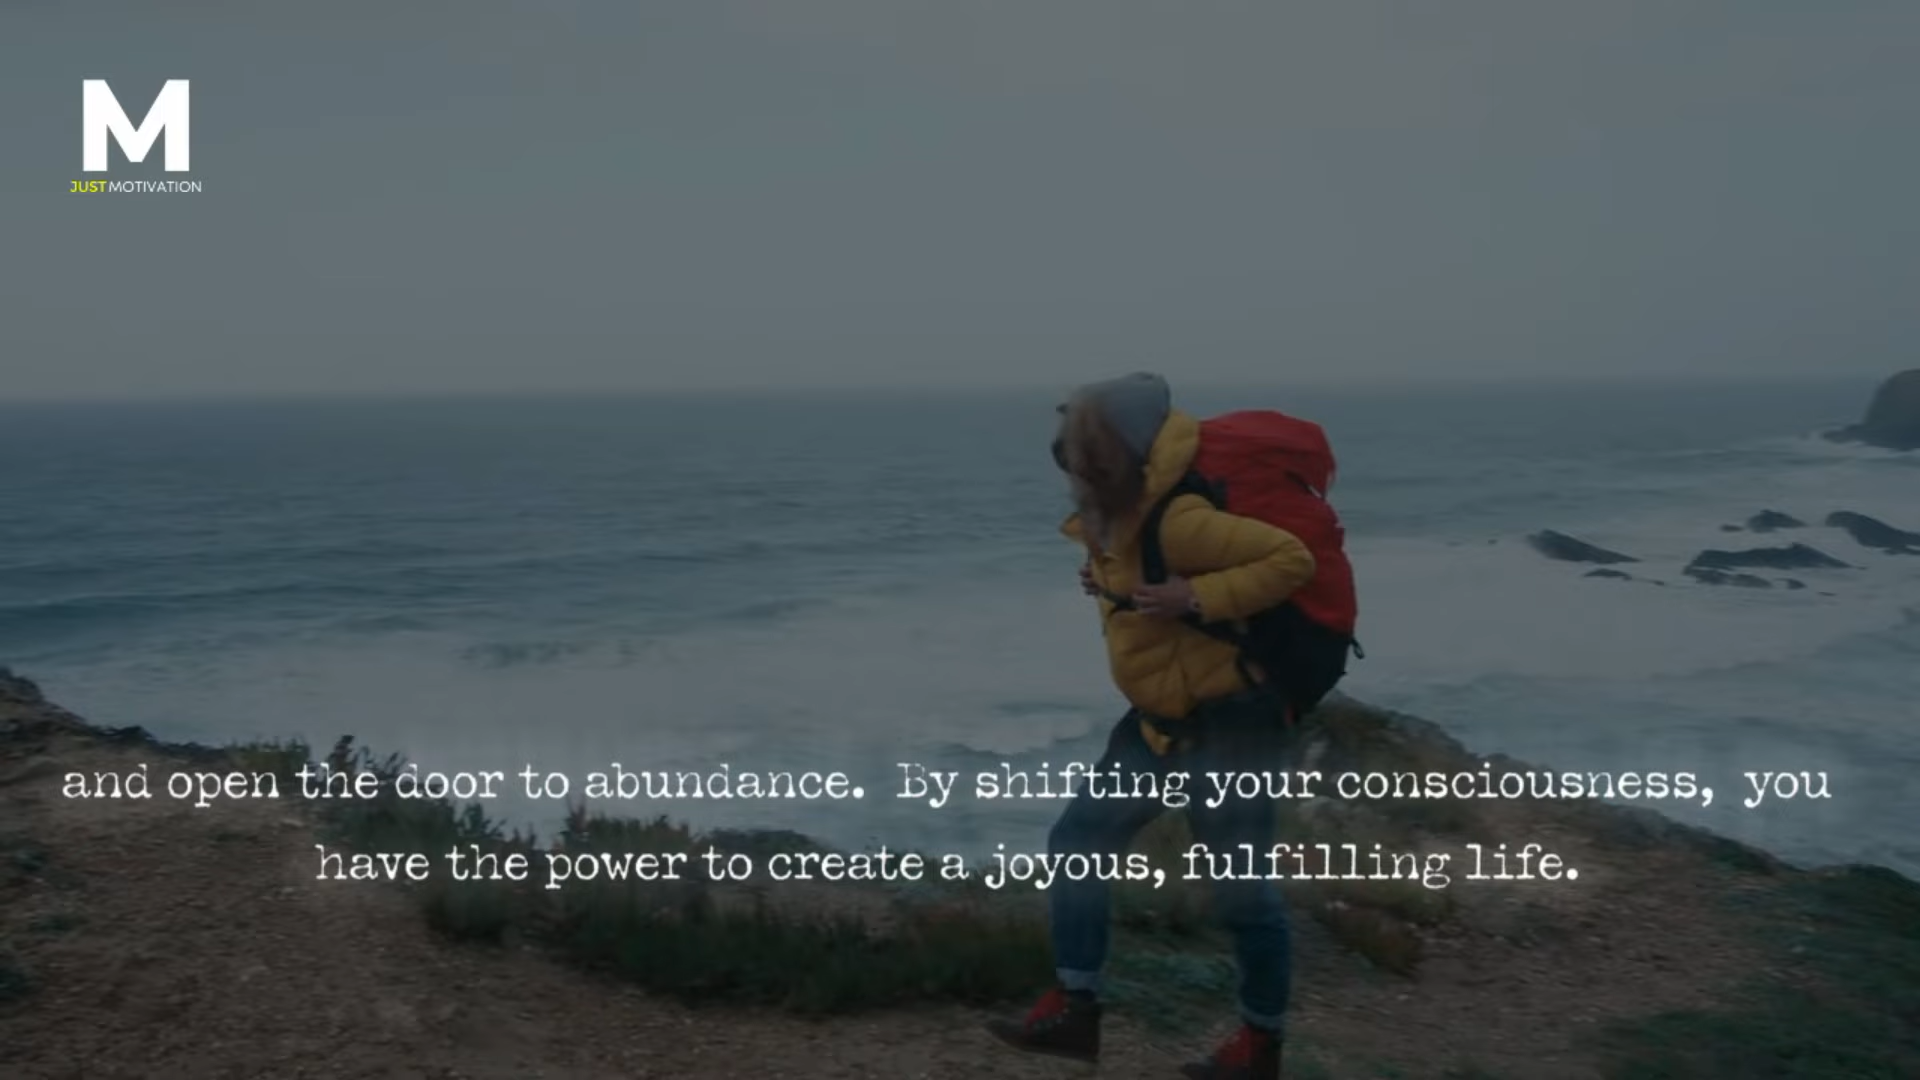 M
JUST MOTIVATION
and open the door to abundance. By shifting your consciousness, you
have the power to create a joyous, fulfilling life.